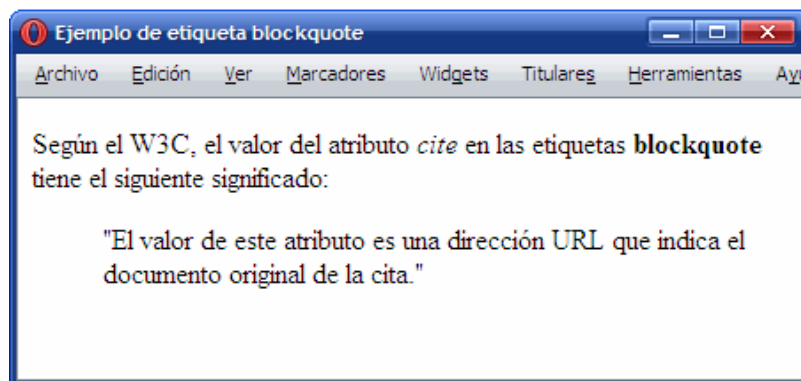 Ejemplo de etiqueta blockquote
Archivo Edición Ver Marcadores Widgets Titulares Herramientas
Según el W3C, el valor del atributo cite en las etiquetas blockquote
tiene el siguiente significado:
"El valor de este atributo es una dirección URL que indica el
documento original de la cita."